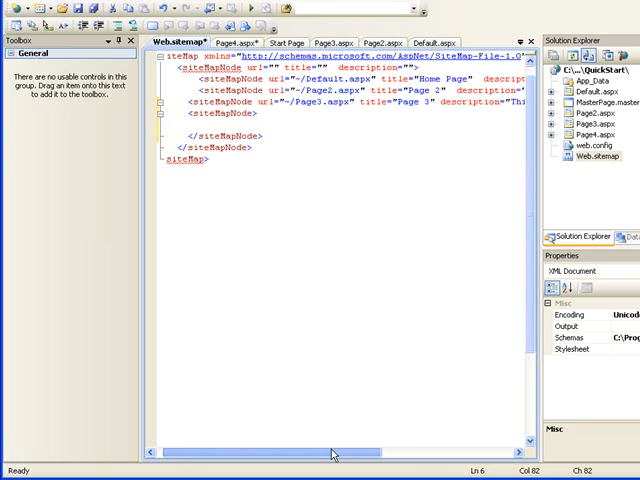 Toolbox
General
There are no usable controls in this
group. Drag an item onto this text
to add it to the toolbox.
Web.sitemap* Page4.aspx* Start Page Page3.aspx Page2.aspx Default.aspx
iteMap xmlns="http://schemas.microsoft.com/AspNet/SiteMap-File-1.0"
<siteMapNode url="" title="" description="">
<siteMapNode url="~/Default.aspx" title="Home Page" descript
<siteMapNode url="~/Page2.aspx" title="Page 2" description="
<siteMapNode url="~/Page3.aspx" title="Page 3" description="Thi
<siteMapNode>
</siteMapNode>
</siteMapNode>
siteMap>
Solution Explorer
C:\...\QuickStart\
App_Data
Default.aspx
MasterPage.master
Page2.aspx
Page3.aspx
Page4.aspx
web.config
Web.sitemap
Solution Explorer Data
Properties
XML Document
Misc
Encoding Unicod
Output
Schemas C:\Prog
Stylesheet
Misc
Ready Ln 6 Col 82 Ch 82